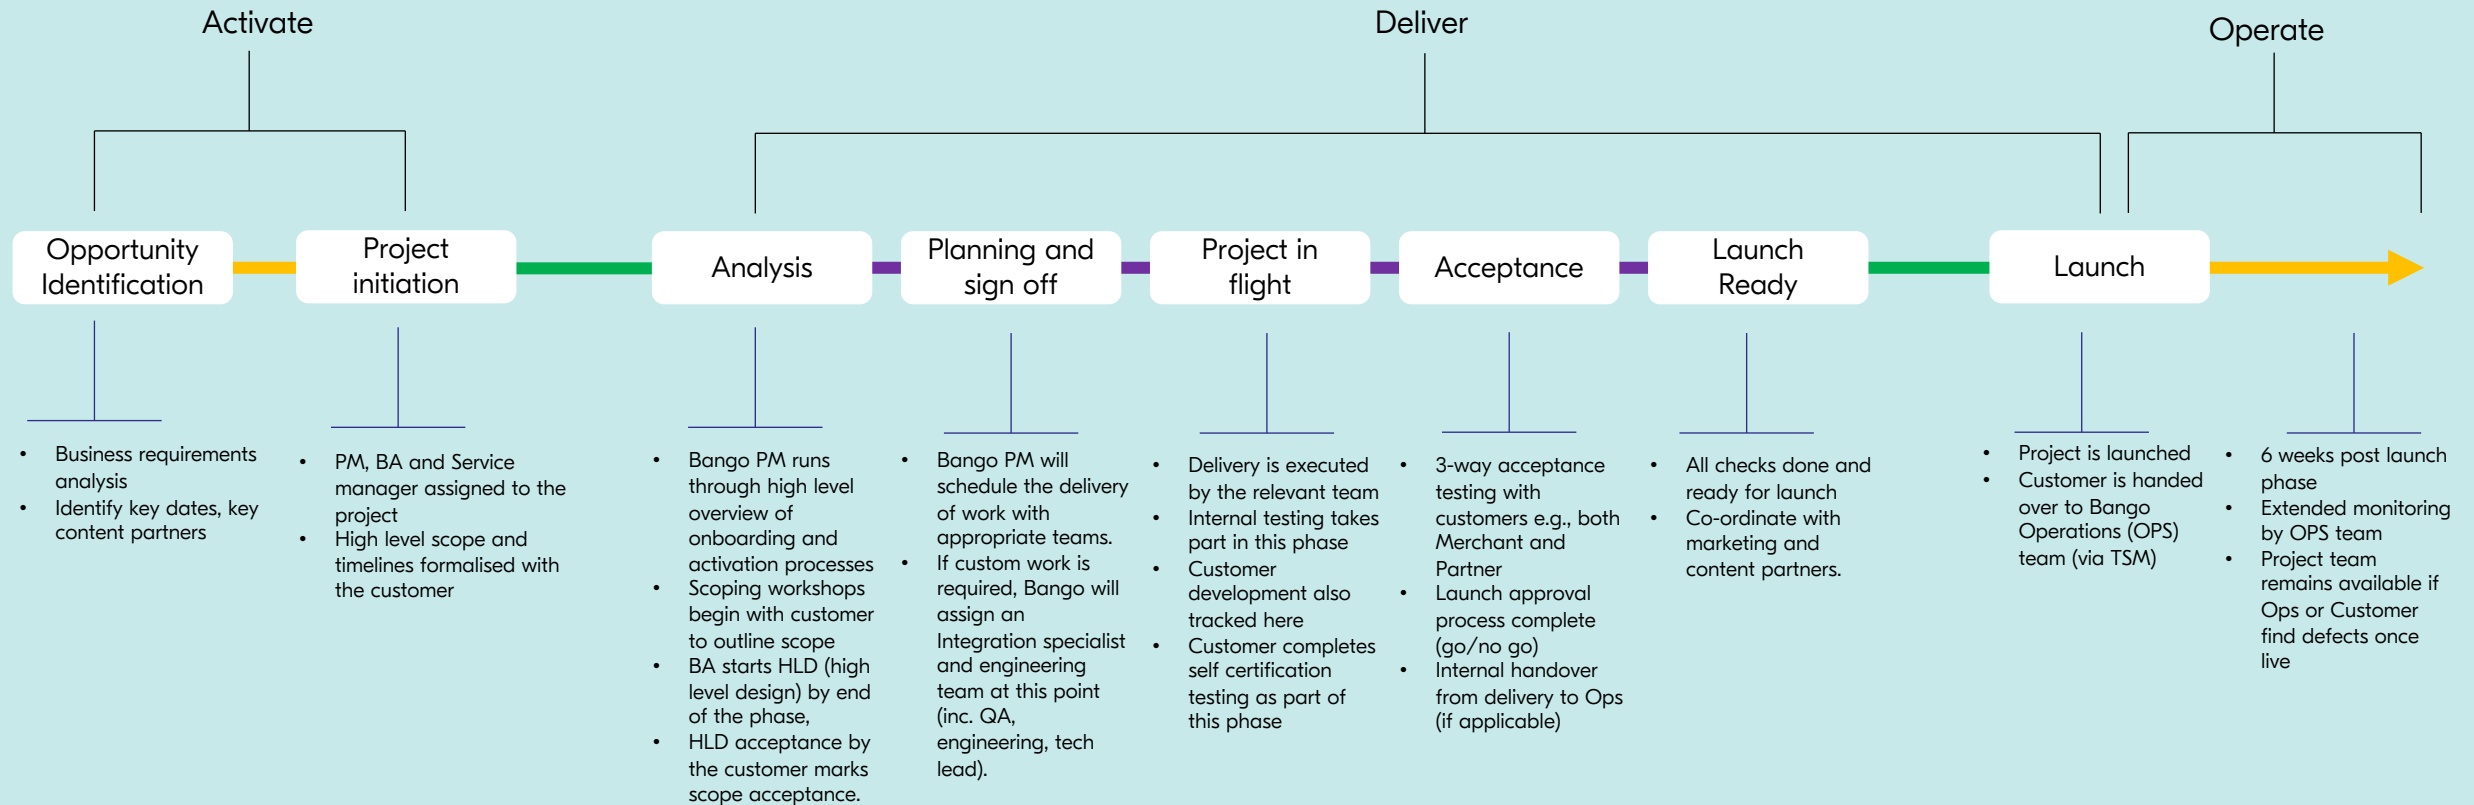 Activate
Deliver
Operate
Opportunity
Identification
Project
initiation
Analysis
Planning and
sign off
Project in
flight
Acceptance
Launch
Ready
Launch
• Business requirements
analysis
• Identify key dates, key
content partners
• PM, BA and Service
manager assigned to the
project
• High level scope and
timelines formalised with
the customer
• Bango PM runs
through high level
overview of
onboarding and
activation processes
• Scoping workshops
begin with customer
to outline scope
• BA starts HLD (high
level design) by end
of the phase,
• HLD acceptance by
the customer marks
scope acceptance.
• Bango PM will
schedule the delivery
of work with
appropriate teams.
• If custom work is
required, Bango will
assign an
Integration specialist
and engineering
team at this point
(inc. QA,
engineering, tech
lead).
• Delivery is executed
by the relevant team
• Internal testing takes
part in this phase
• Customer
development also
tracked here
• Customer completes
self certification
testing as part of
this phase
• 3-way acceptance
testing with
customers e.g., both
Merchant and
Partner
• Launch approval
process complete
(go/no go)
• Internal handover
from delivery to Ops
(if applicable)
• All checks done and
ready for launch
• Co-ordinate with
marketing and
content partners.
• Project is launched
• Customer is handed
over to Bango
Operations (OPS)
team (via TSM)
• 6 weeks post launch
phase
• Extended monitoring
by OPS team
• Project team
remains available if
Ops or Customer
find defects once
live